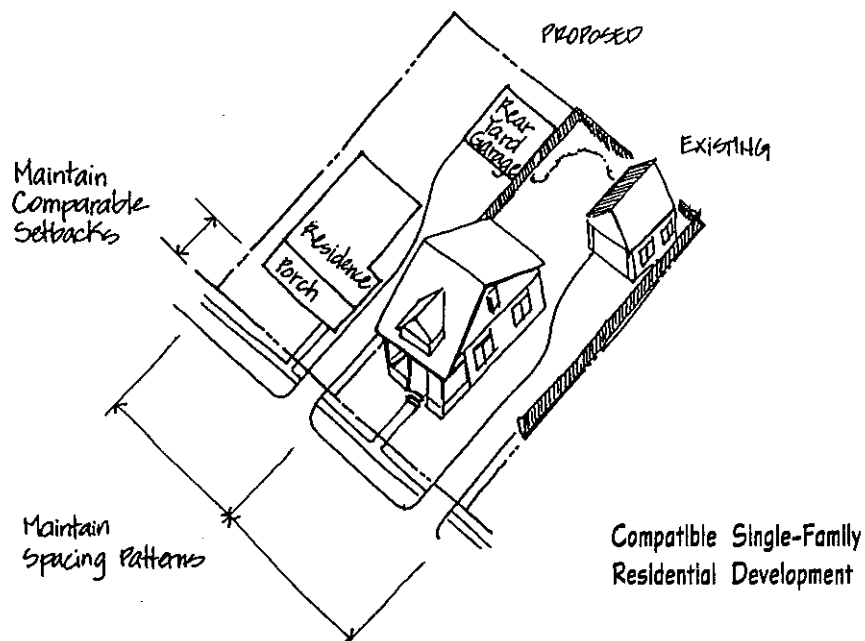 PROPOSED
Rear
Yard
Garage
EXISTING
Maintain
Comparable
Setbacks
Residence
Porch
Maintain
Spacing Patterns
Compatible Single-Family
Residential Development